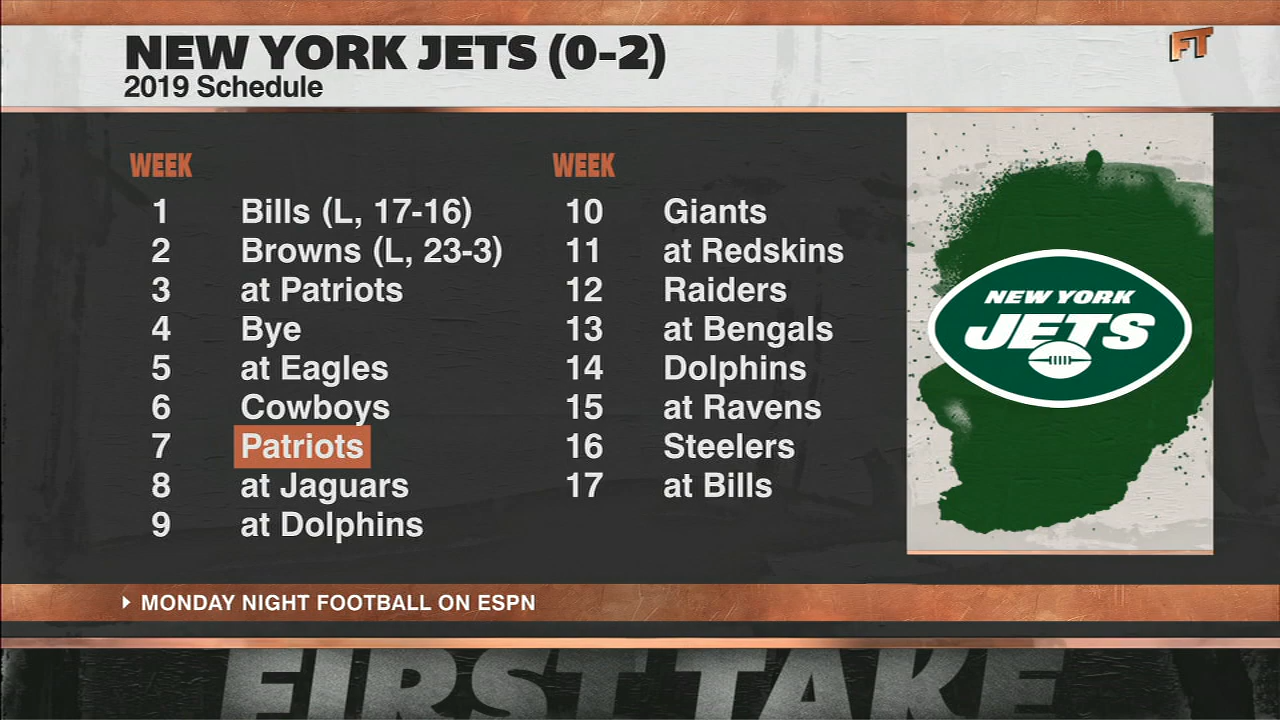 NEW YORK JETS (0-2)
FT
2019 Schedule
WEEK
1 Bills (L, 17-16)
2 Browns (L, 23-3)
3 at Patriots
4 Bye
5 at Eagles
6 Cowboys
7 Patriots
8 at Jaguars
9 at Dolphins
WEEK
10 Giants
11 at Redskins
12 Raiders
13 at Bengals
14 Dolphins
15 at Ravens
16 Steelers
17 at Bills
NEW YORK
JETS
MONDAY NIGHT FOOTBALL ON ESPN
FIRST TAKE